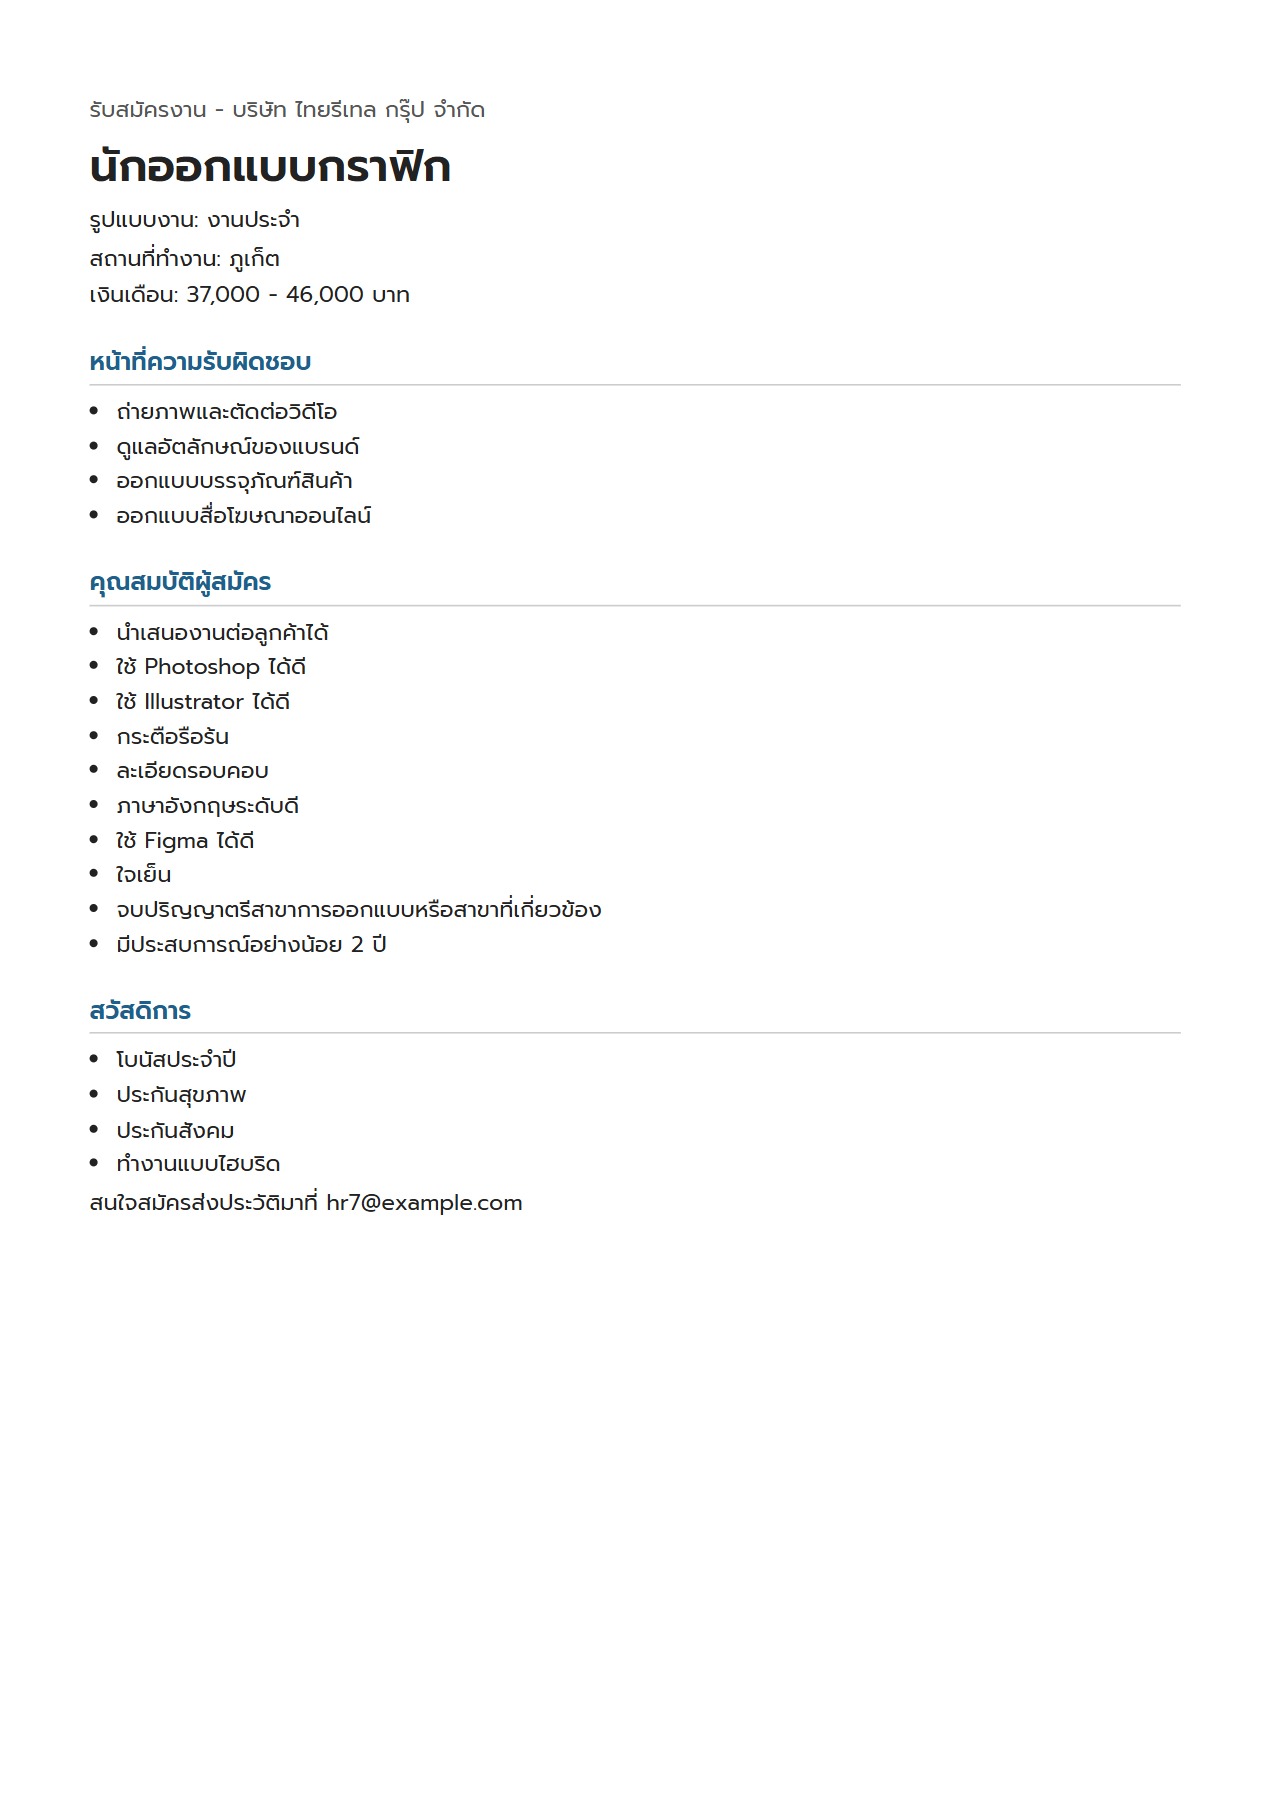 รับสมัครงาน - บริษัท ไทยรีเทล กรุ๊ป จำกัด
นักออกแบบกราฟิก
รูปแบบงาน: งานประจำ
สถานที่ทำงาน: ภูเก็ต
เงินเดือน: 37,000 - 46,000 บาท
หน้าที่ความรับผิดชอบ
• ถ่ายภาพและตัดต่อวิดีโอ
• ดูแลอัตลักษณ์ของแบรนด์
• ออกแบบบรรจุภัณฑ์สินค้า
• ออกแบบสื่อโฆษณาออนไลน์
คุณสมบัติผู้สมัคร
• นำเสนองานต่อลูกค้าได้
• ใช้ Photoshop ได้ดี
• ใช้ Illustrator ได้ดี
• กระตือรือร้น
• ละเอียดรอบคอบ
• ภาษาอังกฤษระดับดี
• ใช้ Figma ได้ดี
• ใจเย็น
• จบปริญญาตรีสาขาการออกแบบหรือสาขาที่เกี่ยวข้อง
• มีประสบการณ์อย่างน้อย 2 ปี
สวัสดิการ
• โบนัสประจำปี
• ประกันสุขภาพ
• ประกันสังคม
• ทำงานแบบไฮบริด
สนใจสมัครส่งประวัติมาที่ hr7@example.com